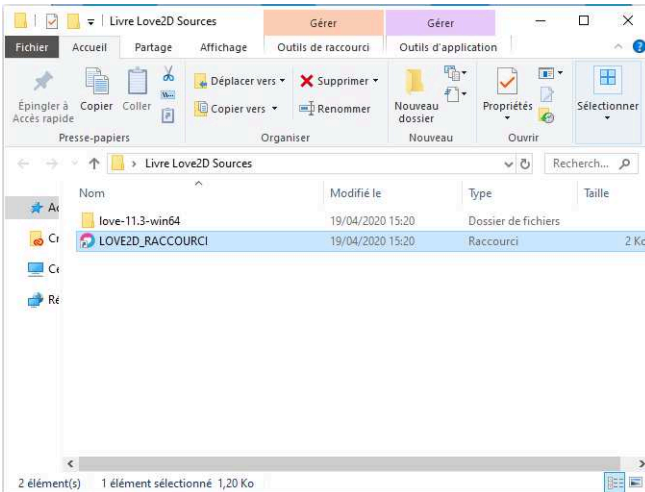 Livre Love2D Sources
Gérer
Gérer
Fichier
Accueil
Partage
Affichage
Outils de raccourci
Outils d'application
Épingler à
Accès rapide
Copier
Coller
Déplacer vers
Copier vers
Supprimer
Renommer
Nouveau
dossier
Propriétés
Sélectionner
Presse-papiers
Organiser
Nouveau
Ouvrir
Livre Love2D Sources
Recherch...
Nom
Modifié le
Type
Taille
love-11.3-win64
19/04/2020 15:20
Dossier de fichiers
LOVE2D_RACCOURCI
19/04/2020 15:20
Raccourci
2 Ko
Cr
Ce
Ré
2 élément(s)
1 élément sélectionné 1,20 Ko